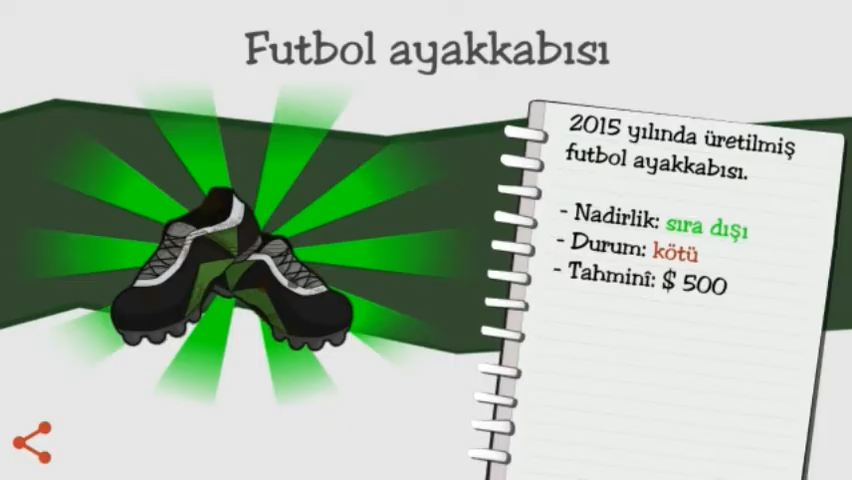 Futbol ayakkabısı
2015 yılında üretilmiş
futbol ayakkabısı.
- Nadirlik: sıra dışı
- Durum: kötü
- Tahminî: $ 500